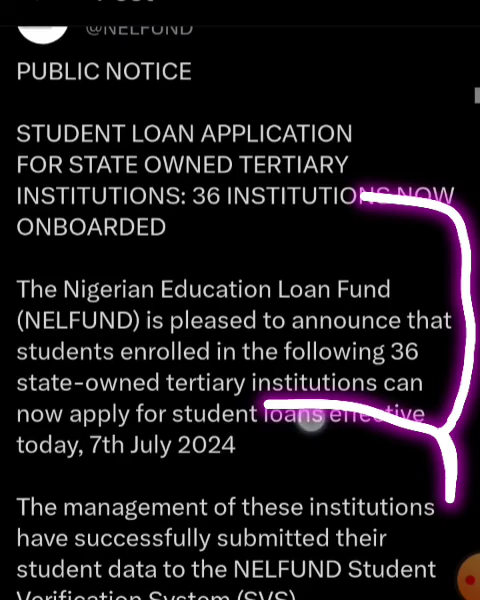 @NELFUND
PUBLIC NOTICE
STUDENT LOAN APPLICATION
FOR STATE OWNED TERTIARY
INSTITUTIONS: 36 INSTITUTIONS NOW
ONBOARDED
The Nigerian Education Loan Fund
(NELFUND) is pleased to announce that
students enrolled in the following 36
state-owned tertiary institutions can
now apply for student loans effective
today, 7th July 2024
The management of these institutions
have successfully submitted their
student data to the NELFUND Student
Verification System (SVS)